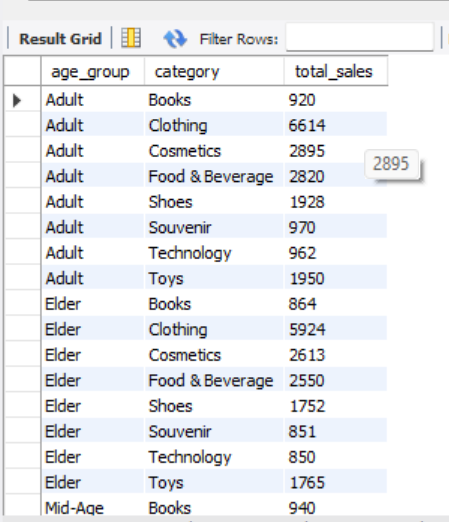 Result Grid Filter Rows:
age_group category total_sales
Adult Books 920
Adult Clothing 6614
Adult Cosmetics 2895
2895
Adult Food & Beverage 2820
Adult Shoes 1928
Adult Souvenir 970
Adult Technology 962
Adult Toys 1950
Elder Books 864
Elder Clothing 5924
Elder Cosmetics 2613
Elder Food & Beverage 2550
Elder Shoes 1752
Elder Souvenir 851
Elder Technology 850
Elder Toys 1765
Mid-Age Books 940